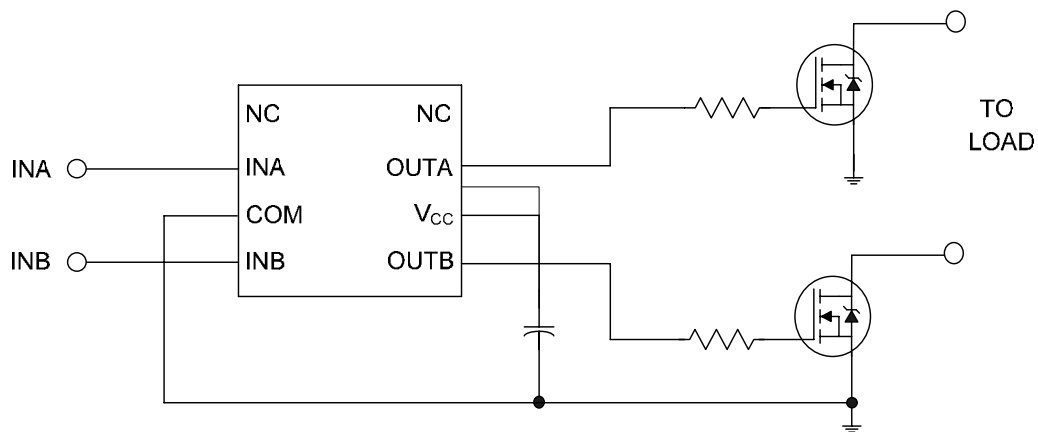 NC NC
INA INA OUTA
COM VCC
INB INB OUTB
TO
LOAD